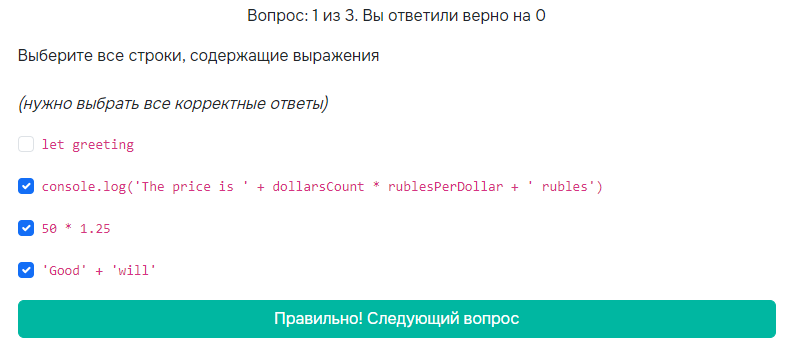 Вопрос: 1 из 3. Вы ответили верно на 0
Выберите все строки, содержащие выражения
(нужно выбрать все корректные ответы)
let greeting
console.log('The price is ' + dollarsCount * rublesPerDollar + ' rubles')
50 * 1.25
'Good' + 'will'
Правильно! Следующий вопрос